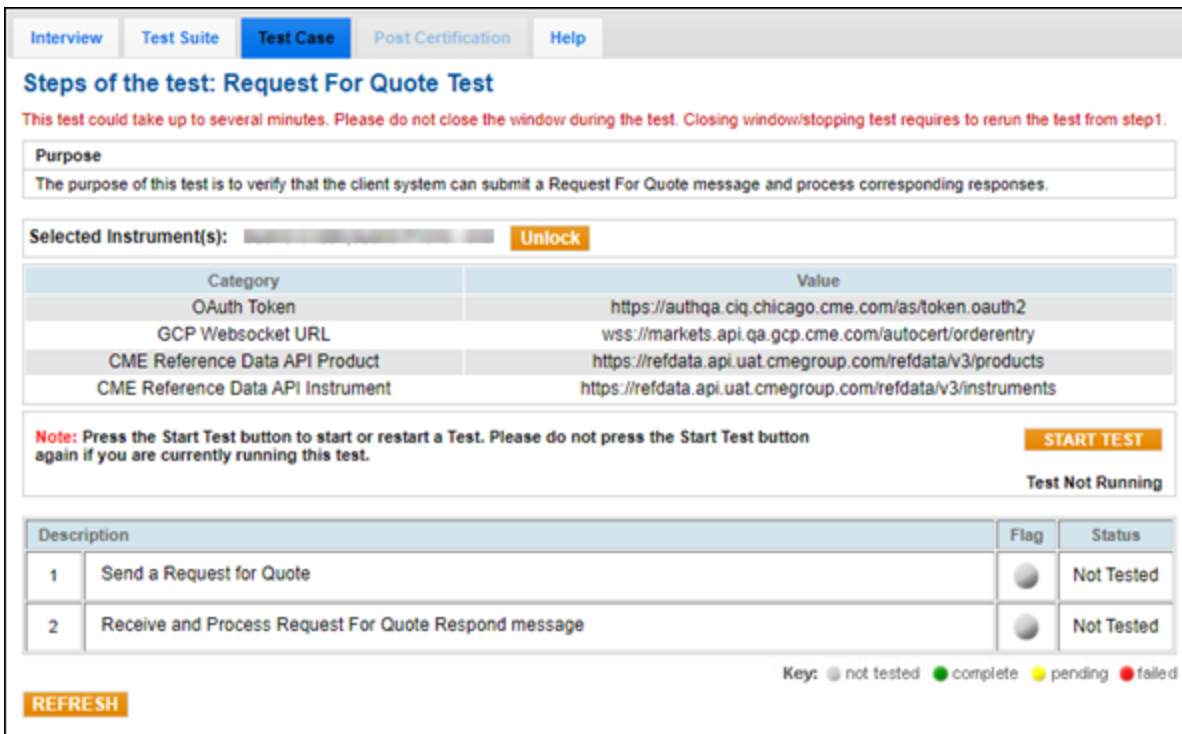 Interview Test Suite Test Case Post Certification Help
Steps of the test: Request For Quote Test
This test could take up to several minutes. Please do not close the window during the test. Closing window/stopping test requires to rerun the test from step1.
Purpose
The purpose of this test is to verify that the client system can submit a Request For Quote message and process corresponding responses.
Selected Instrument(s): Unlock
Category Value
OAuth Token https://authqa.ciq.chicago.cme.com/as/token.oauth2
GCP Websocket URL wss://markets.api.qa.gcp.cme.com/autocert/orderentry
CME Reference Data API Product https://refdata.api.uat.cmegroup.com/refdata/v3/products
CME Reference Data API Instrument https://refdata.api.uat.cmegroup.com/refdata/v3/instruments
Note: Press the Start Test button to start or restart a Test. Please do not press the Start Test button
again if you are currently running this test.
START TEST
Test Not Running
Description Flag Status
1 Send a Request for Quote Not Tested
2 Receive and Process Request For Quote Respond message Not Tested
Key: not tested complete pending failed
REFRESH